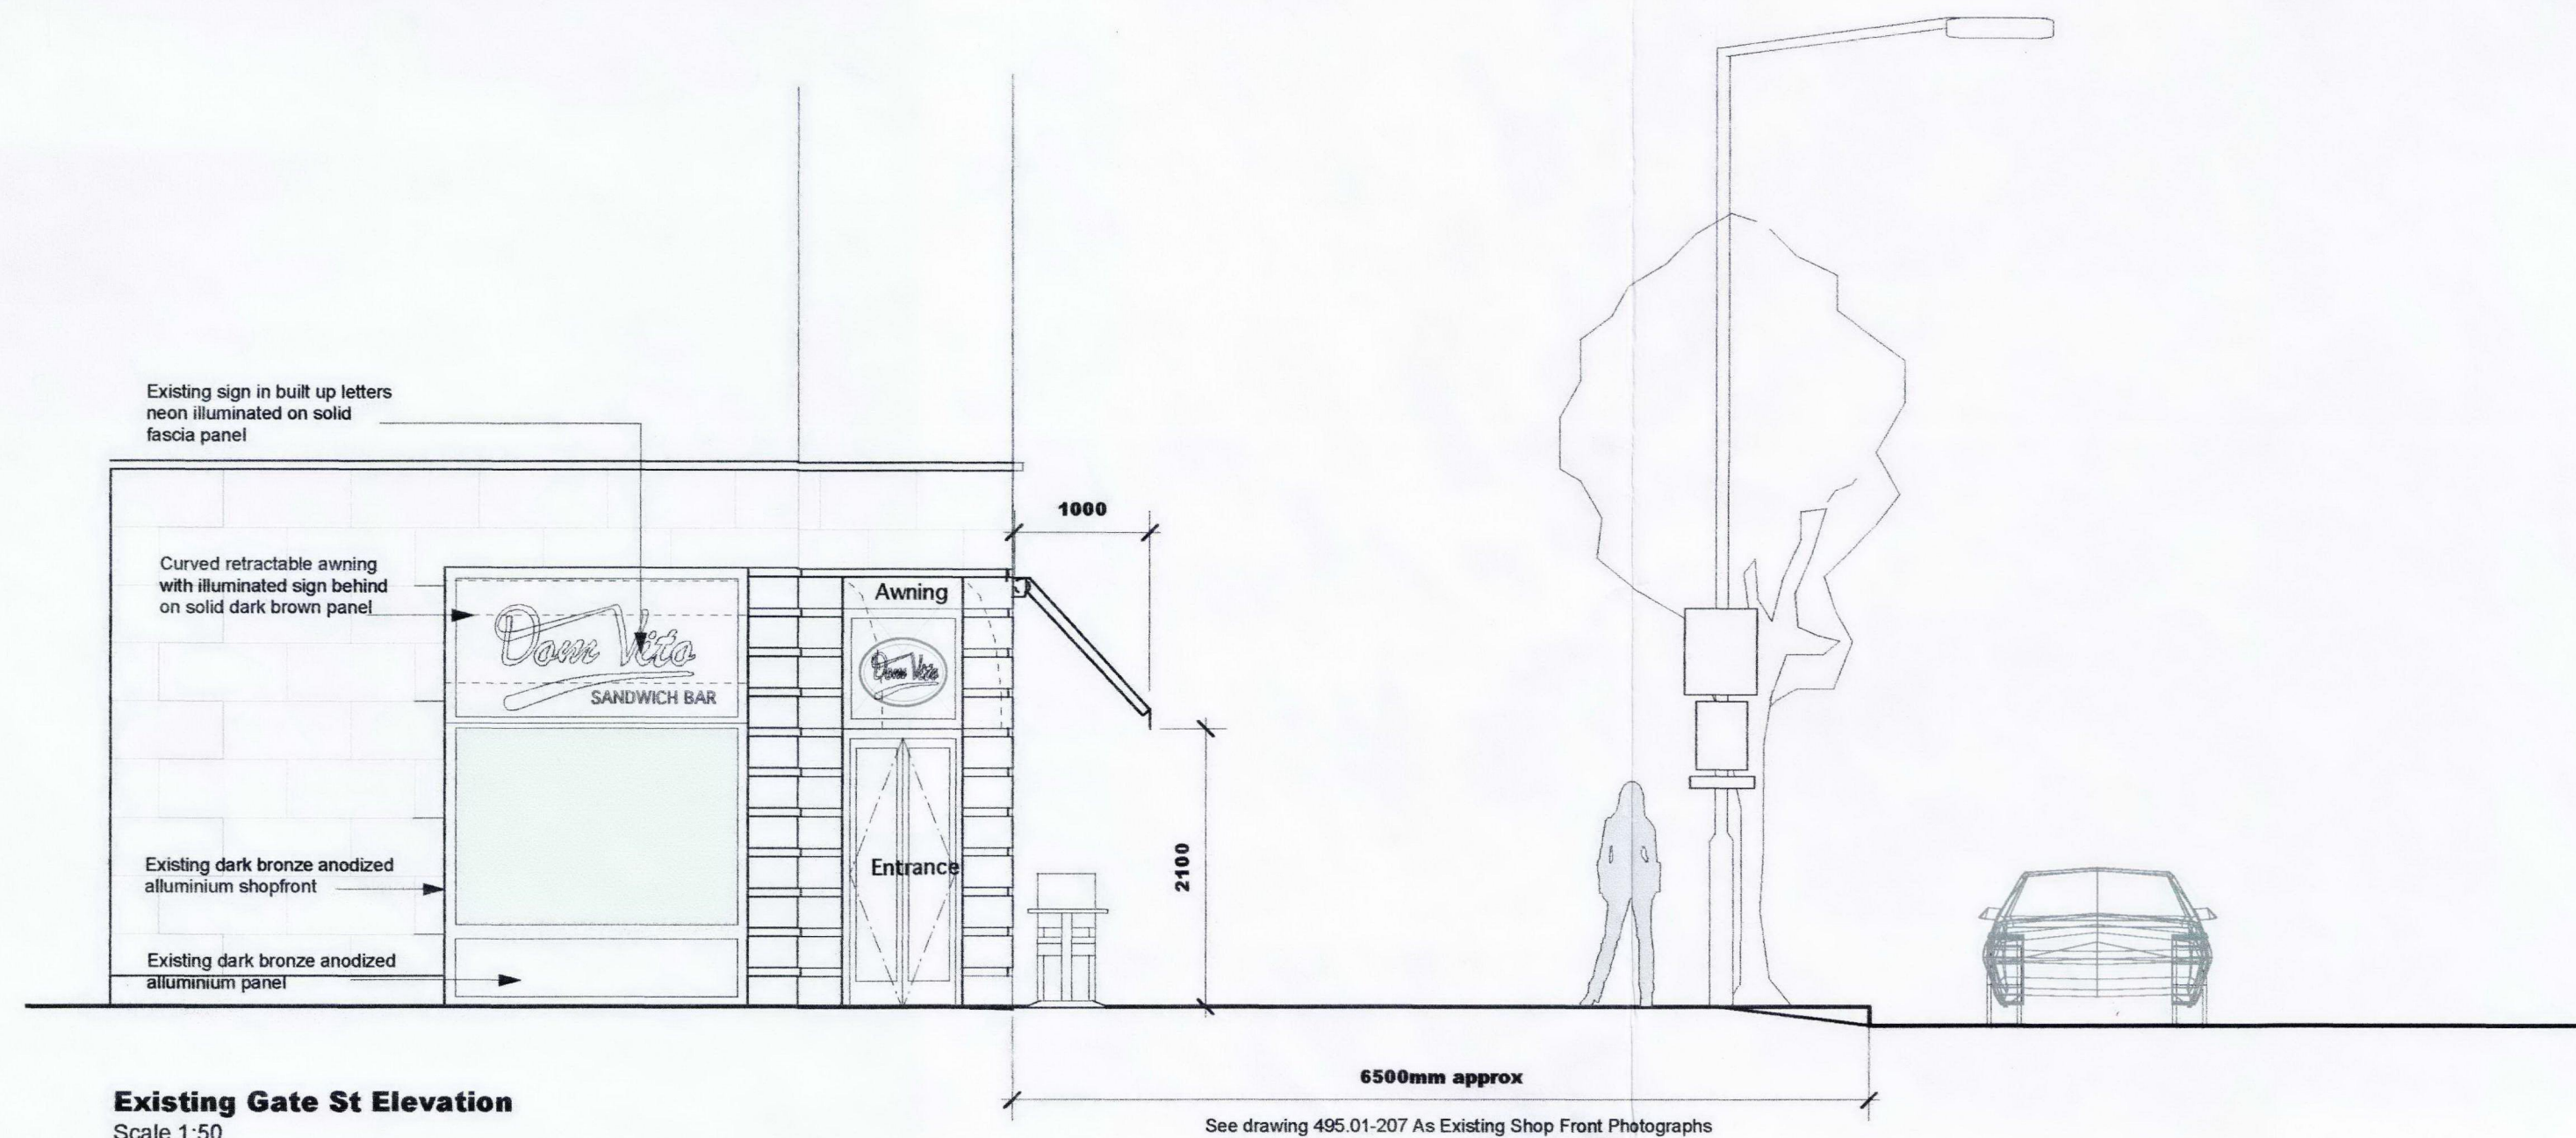 Existing sign in built up letters
neon illuminated on solid
fascia panel
1000
Curved retractable awning
with illuminated sign behind
on solid dark brown panel
Awning
Dom Vito
SANDWICH BAR
Dom Vito
2100
Existing dark bronze anodized
alluminium shopfront
Entrance
Existing dark bronze anodized
alluminium panel
6500mm approx
Existing Gate St Elevation
Scale 1:50
See drawing 495.01-207 As Existing Shop Front Photographs